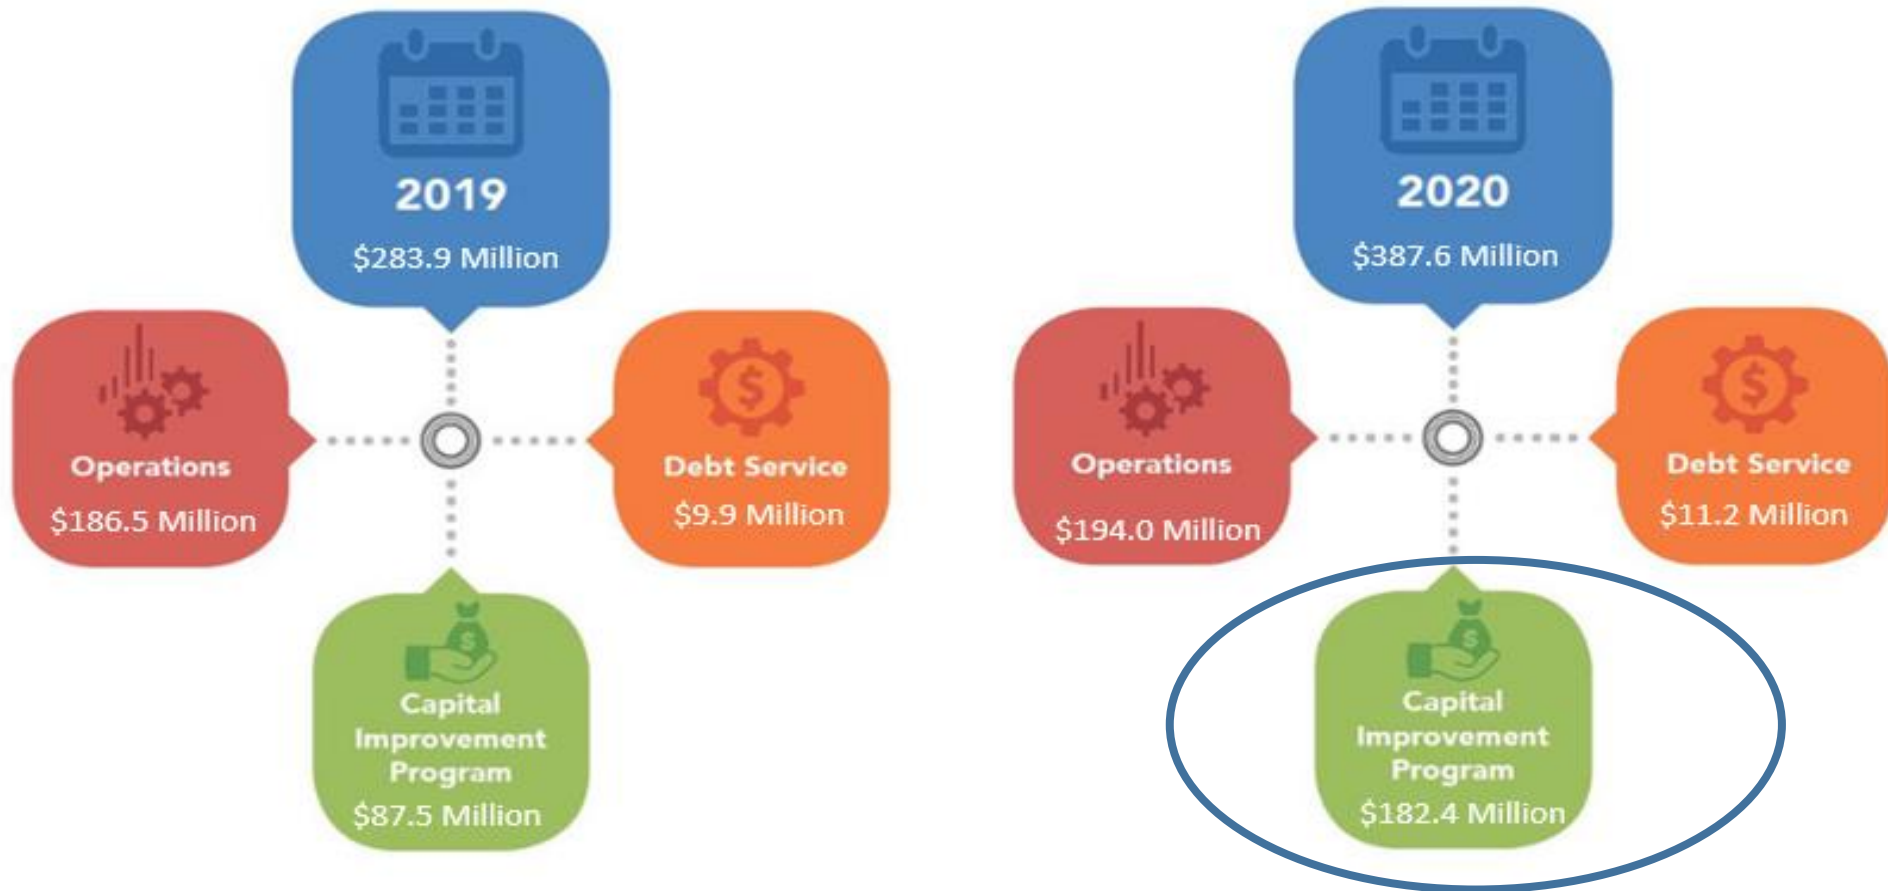 2019
$283.9 Million
Operations
$186.5 Million
$
Debt Service
$9.9 Million
$
Capital
Improvement
Program
$87.5 Million
2020
$387.6 Million
Operations
$194.0 Million
$
Debt Service
$11.2 Million
$
Capital
Improvement
Program
$182.4 Million